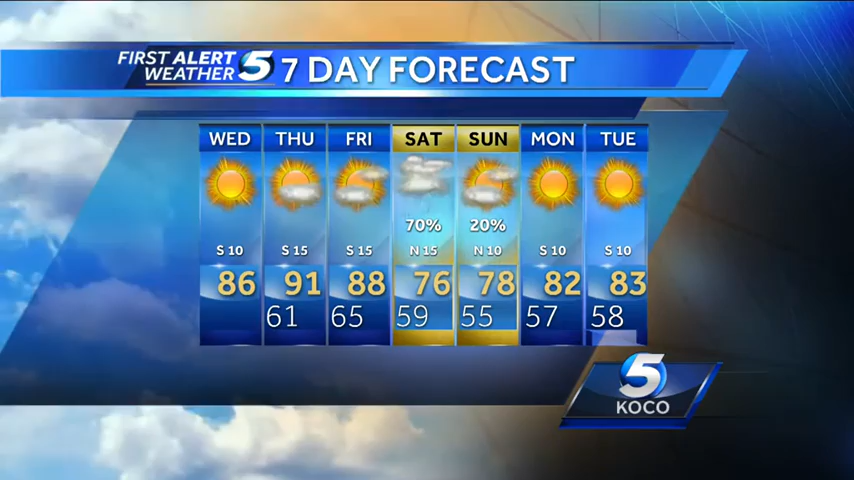 FIRST ALERT
WEATHER 5
7 DAY FORECAST
WED THU FRI SAT SUN MON TUE
70% 20%
S 10 S 15 S 15 N 15 N 10 S 10 S 10
86 91 88 76 78 82 83
61 65 59 55 57 58
5
KOCO